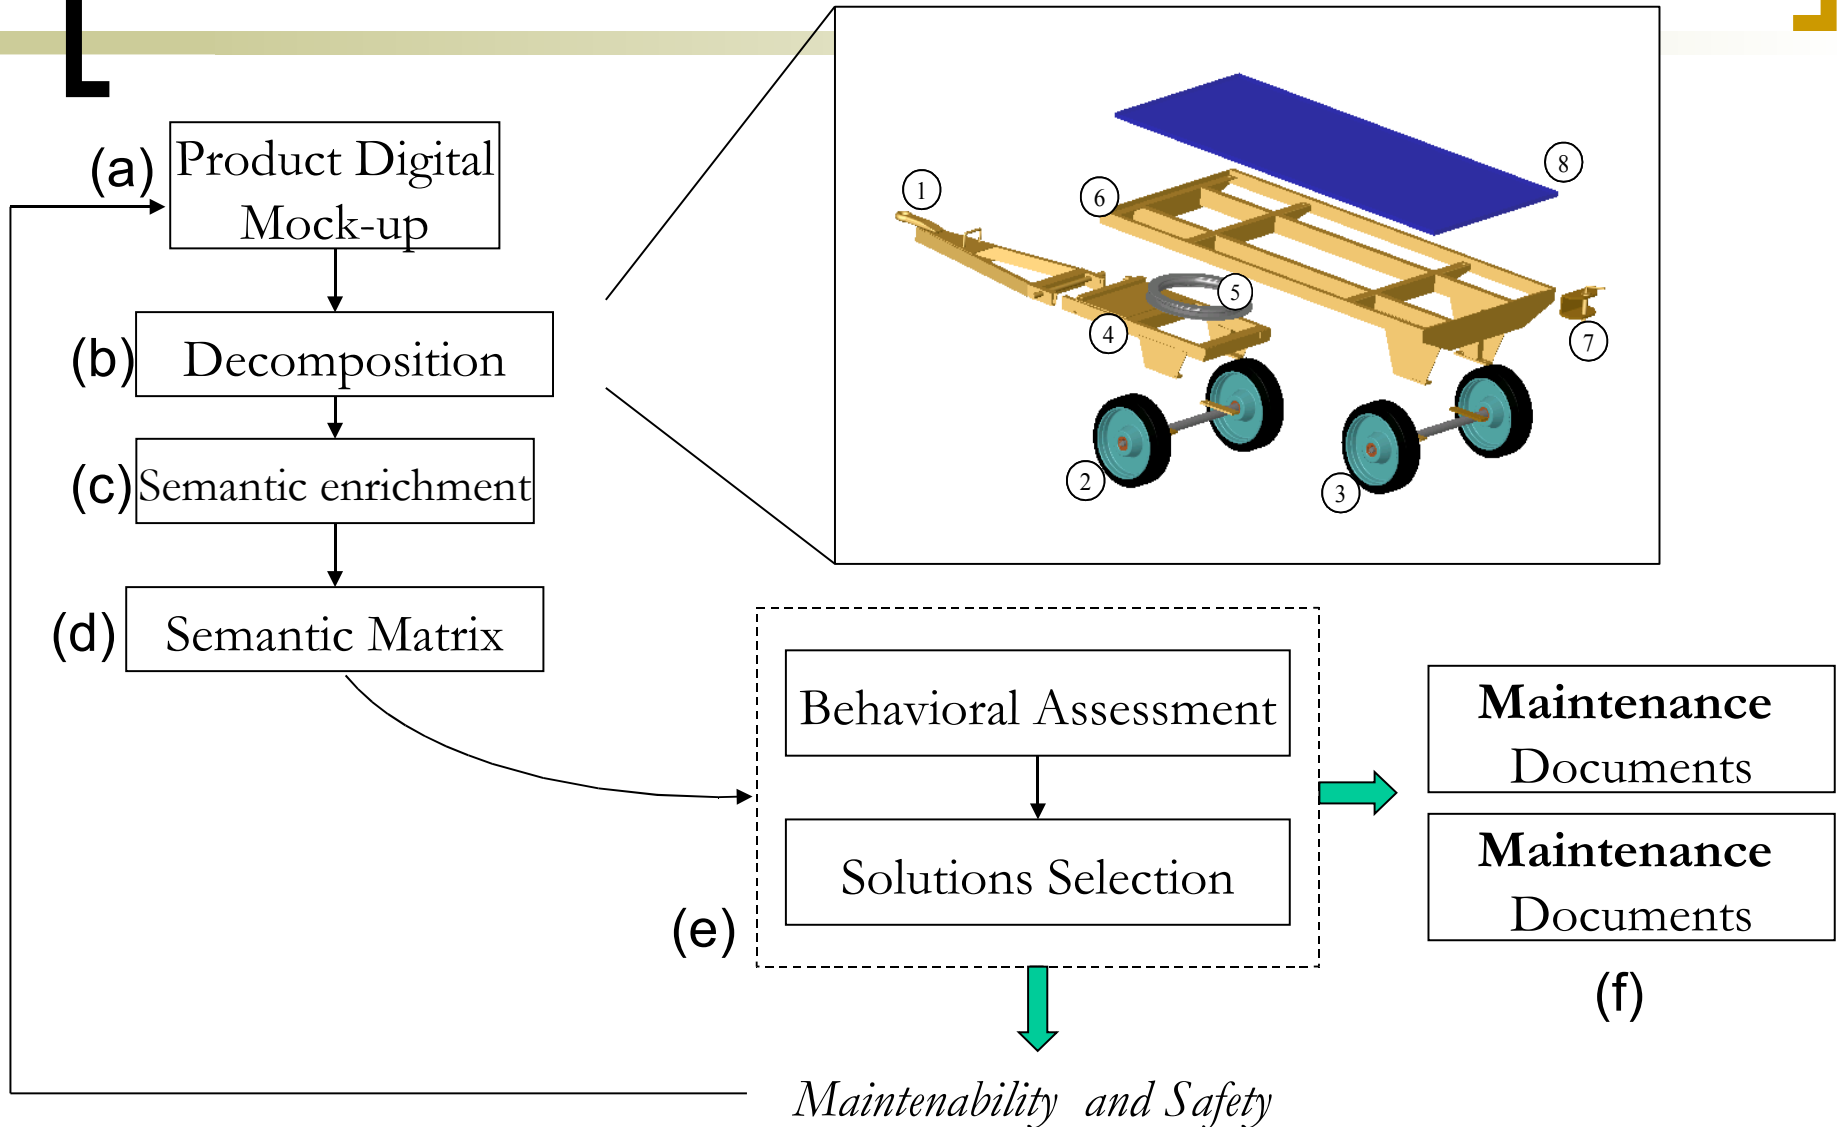 (a)
Product Digital
Mock-up
(b)
Decomposition
(c)
Semantic enrichment
(d)
Semantic Matrix
1
6
8
5
4
7
2
3
Behavioral Assessment
Solutions Selection
(e)
Maintenance
Documents
Maintenance
Documents
(f)
Maintenability and Safety